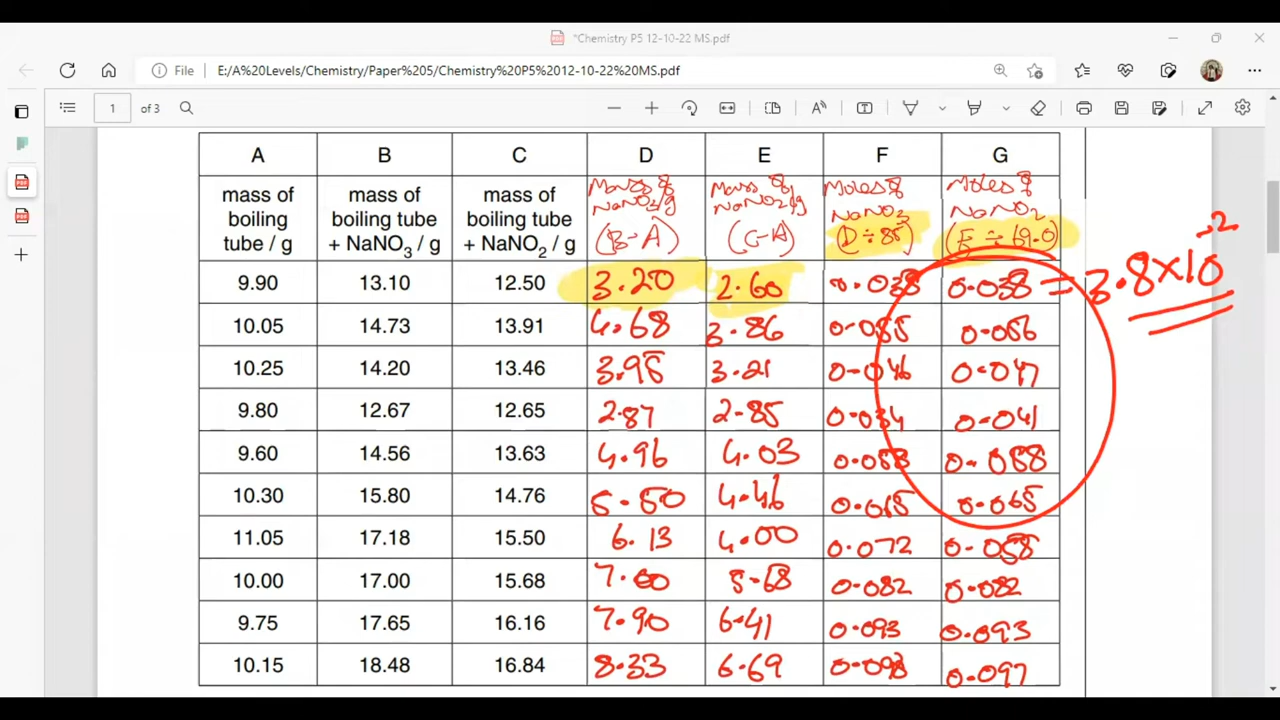 *Chemistry P5 12-10-22 MS.pdf
File E:/A%20Levels/Chemistry/Paper%205/Chemistry%20P5%2012-10-22%20MS.pdf
1 of 3
A B C D E F G
mass of boiling tube / g
mass of boiling tube + NaNO3 / g
mass of boiling tube + NaNO2 / g
Mass of NaNO3/g (B-A)
Mass of NaNO2/g (C-A)
Moles of NaNO3 (D÷85)
Moles of NaNO2 (E÷69.0)
9.90 13.10 12.50 3.20 2.60 0.038 0.038 = 3.8×10-2
10.05 14.73 13.91 4.68 3.86 0.055 0.056
10.25 14.20 13.46 3.95 3.21 0.046 0.047
9.80 12.67 12.65 2.87 2.85 0.034 0.041
9.60 14.56 13.63 4.96 4.03 0.058 0.058
10.30 15.80 14.76 5.50 4.46 0.065 0.065
11.05 17.18 15.50 6.13 4.00 0.072 0.058
10.00 17.00 15.68 7.00 5.68 0.082 0.082
9.75 17.65 16.16 7.90 6.41 0.093 0.093
10.15 18.48 16.84 8.33 6.69 0.098 0.097